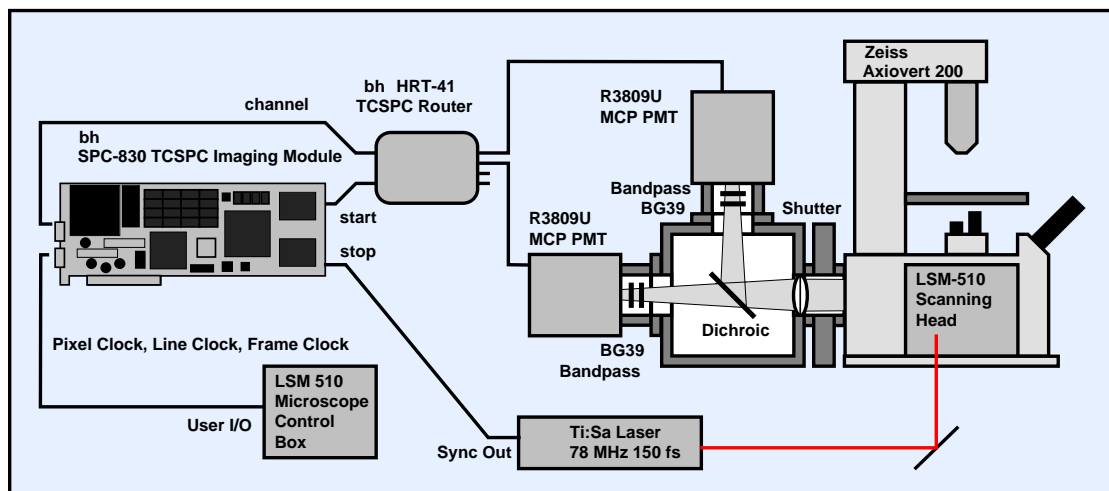 Zeiss
Axiovert 200
bh HRT-41
TCSPC Router
channel
R3809U
MCP PMT
bh
SPC-830 TCSPC Imaging Module
Bandpass
BG39
Shutter
start
R3809U
MCP PMT
stop
LSM-510
Scanning
Head
Dichroic
Pixel Clock, Line Clock, Frame Clock
BG39
Bandpass
LSM 510
Microscope
Control
Box
User I/O
Ti:Sa Laser
78 MHz 150 fs
Sync Out